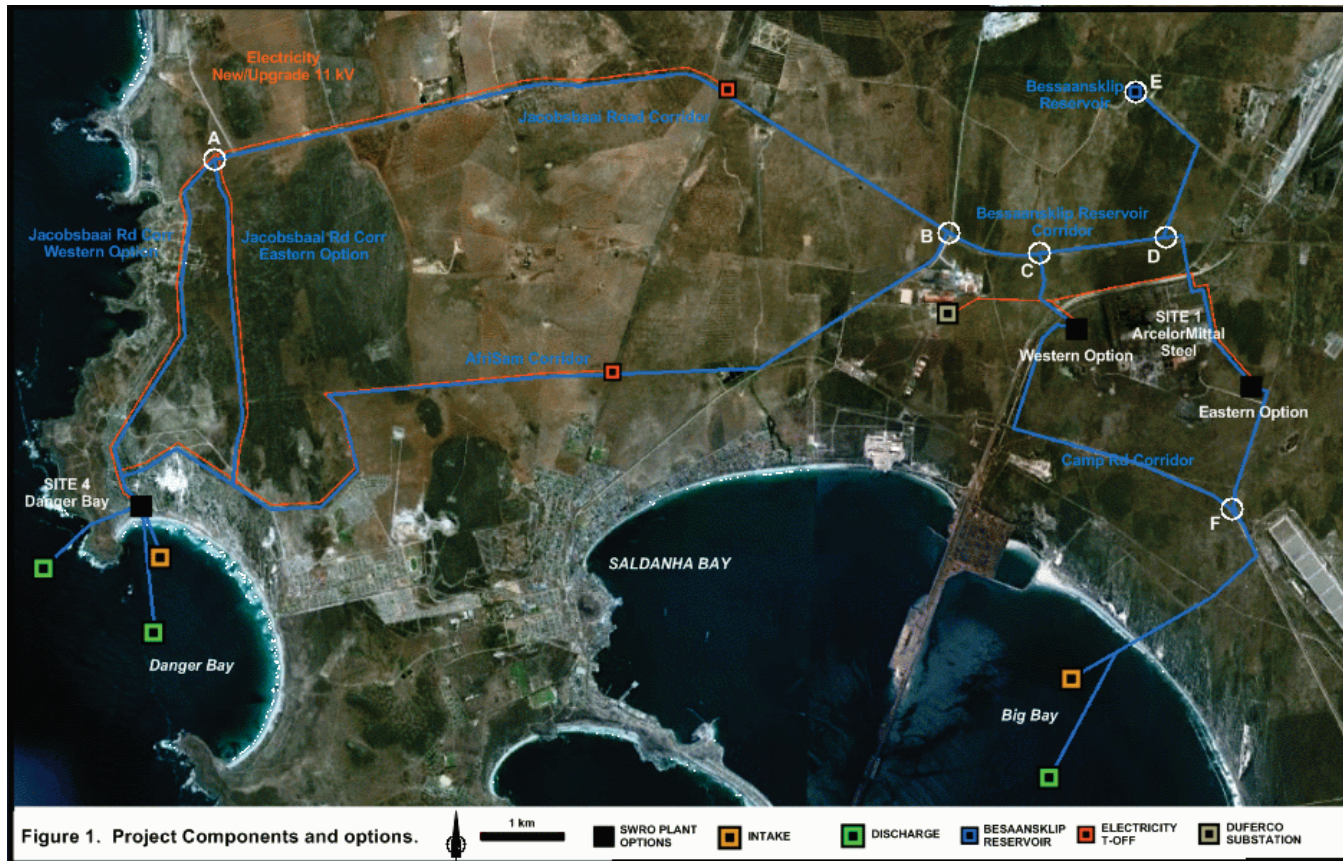 Electricity
New/Upgrade 11 kV
Bessaansklip
Reservoir
E
Jacobsbaai Road Corridor
A
Jacobsbaai Rd Corr
Western Option
Jacobsbaai Rd Corr
Eastern Option
B
Bessaansklip Reservoir
Corridor
C
D
SITE 1
ArcelorMittal
Steel
Western Option
Eastern Option
AfriSam Corridor
Camp Rd Corridor
F
SITE 4
Danger Bay
SALDANHA BAY
Danger Bay
Big Bay
Figure 1. Project Components and options.
1 km
SWRO PLANT
OPTIONS
INTAKE
DISCHARGE
BESAANSKLIP
RESERVOIR
ELECTRICITY
T-OFF
DUFERCO
SUBSTATION